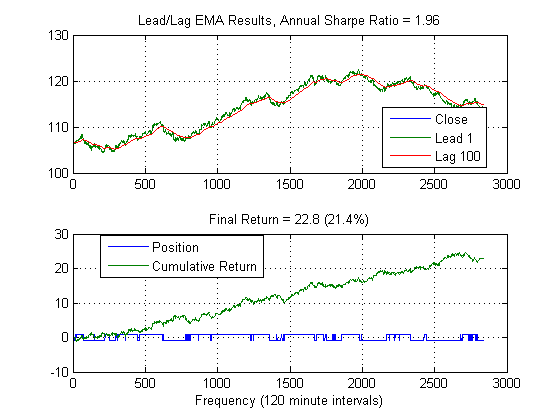 Lead/Lag EMA Results, Annual Sharpe Ratio = 1.96
130
120
110
100
Close
Lead 1
Lag 100
0 500 1000 1500 2000 2500 3000
Final Return = 22.8 (21.4%)
30
20
10
0
-10
Position
Cumulative Return
0 500 1000 1500 2000 2500 3000
Frequency (120 minute intervals)